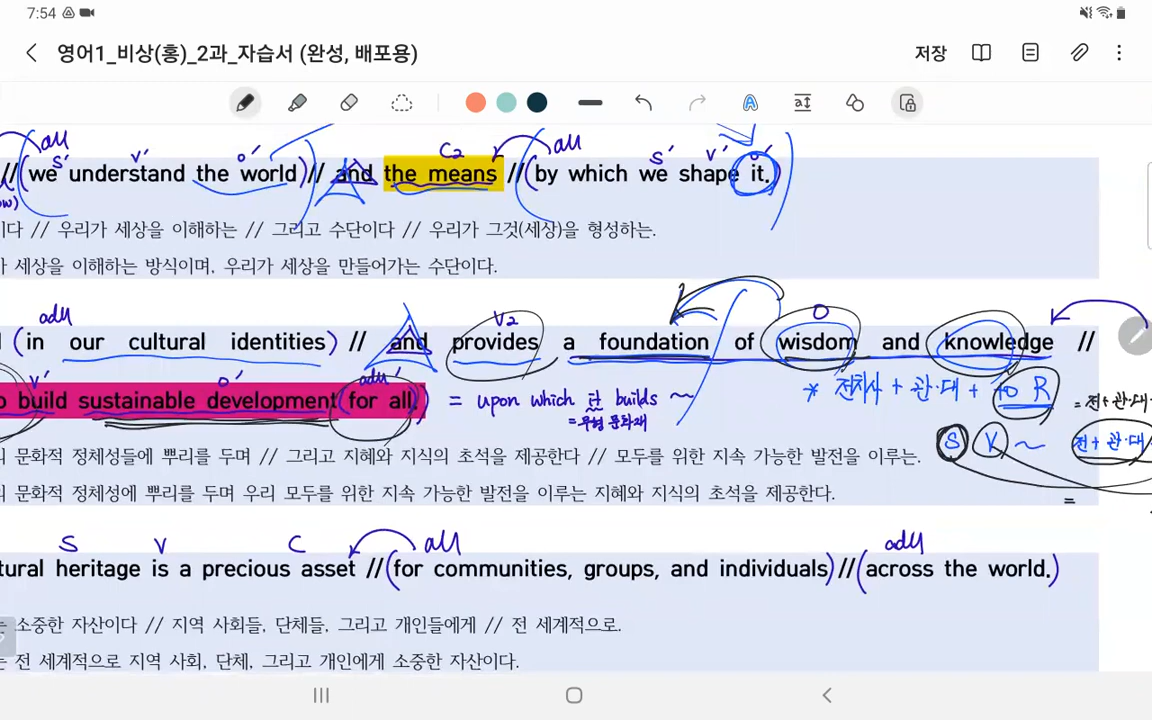 7:54
영어1_비상(홍)_2과_자습서 (완성, 배포용)
저장
adj C2 adj
S' V' O' S' V' O'
//(we understand the world)// and the means //(by which we shape it.)
이다 // 우리가 세상을 이해하는 // 그리고 수단이다 // 우리가 그것(세상)을 형성하는.
가 세상을 이해하는 방식이며, 우리가 세상을 만들어가는 수단이다.
adv V2 O
(in our cultural identities) // and provides a foundation of wisdom and knowledge //
V' O' adv'
o build sustainable development (for all.) = upon which it builds ~
=무형 문화재
* 전치사 + 관·대 + to R
= 전+관·대
S V ~ 전+관·대
=
의 문화적 정체성들에 뿌리를 두며 // 그리고 지혜와 지식의 초석을 제공한다 // 모두를 위한 지속 가능한 발전을 이루는.
의 문화적 정체성에 뿌리를 두며 우리 모두를 위한 지속 가능한 발전을 이루는 지혜와 지식의 초석을 제공한다.
S V C adj adv
tural heritage is a precious asset //(for communities, groups, and individuals)//(across the world.)
는 소중한 자산이다 // 지역 사회들, 단체들, 그리고 개인들에게 // 전 세계적으로.
는 전 세계적으로 지역 사회, 단체, 그리고 개인에게 소중한 자산이다.